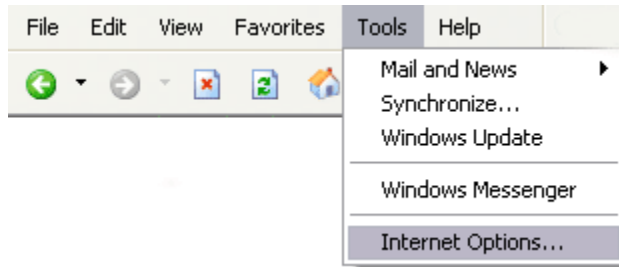 File Edit View Favorites Tools Help
Mail and News
Synchronize...
Windows Update
Windows Messenger
Internet Options...